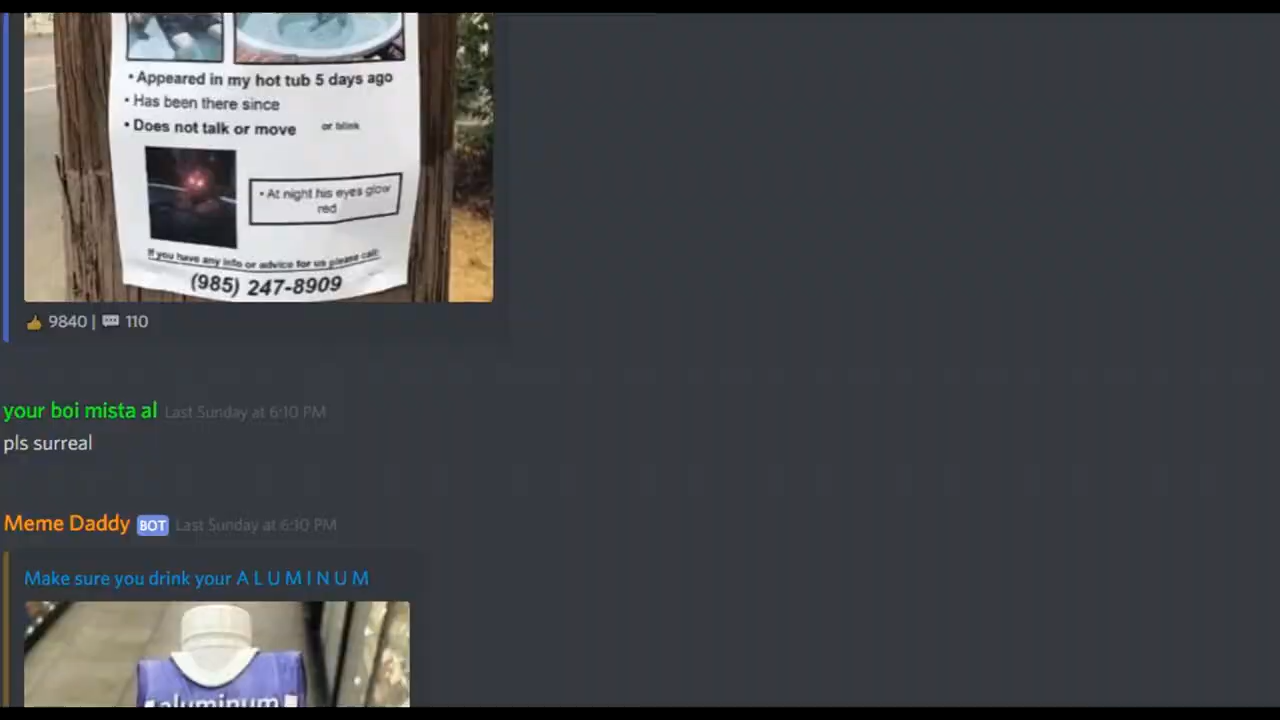 • Appeared in my hot tub 5 days ago
• Has been there since
• Does not talk or move or blink
• At night his eyes glow
red
If you have any info or advice for us please call:
(985) 247-8909
9840 | 110
your boi mista al Last Sunday at 6:10 PM
pls surreal
Meme Daddy BOT Last Sunday at 6:10 PM
Make sure you drink your A L U M I N U M
aluminum